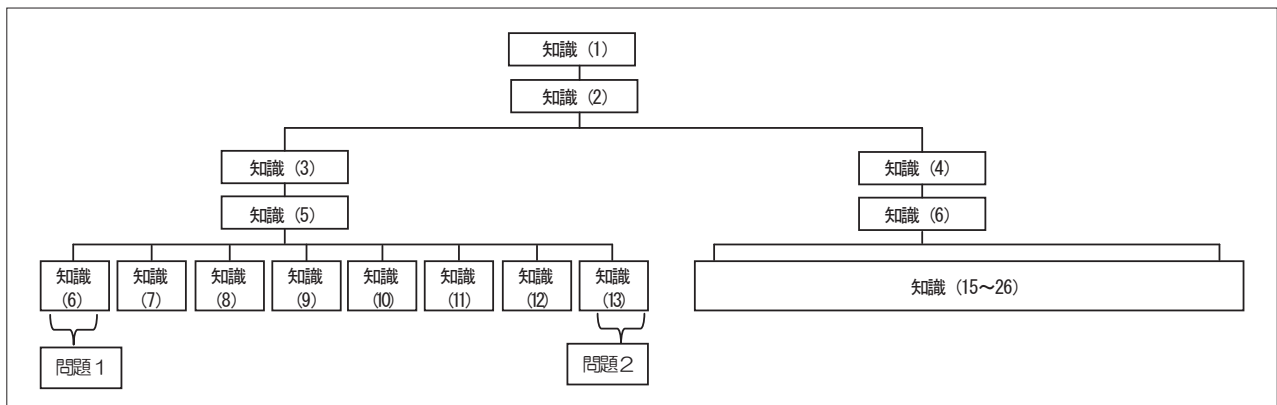 知識 (1)
知識 (2)
知識 (3)
知識 (4)
知識 (5)
知識 (6)
知識
(6)
知識
(7)
知識
(8)
知識
(9)
知識
(10)
知識
(11)
知識
(12)
知識
(13)
知識 (15～26)
問題1
問題2